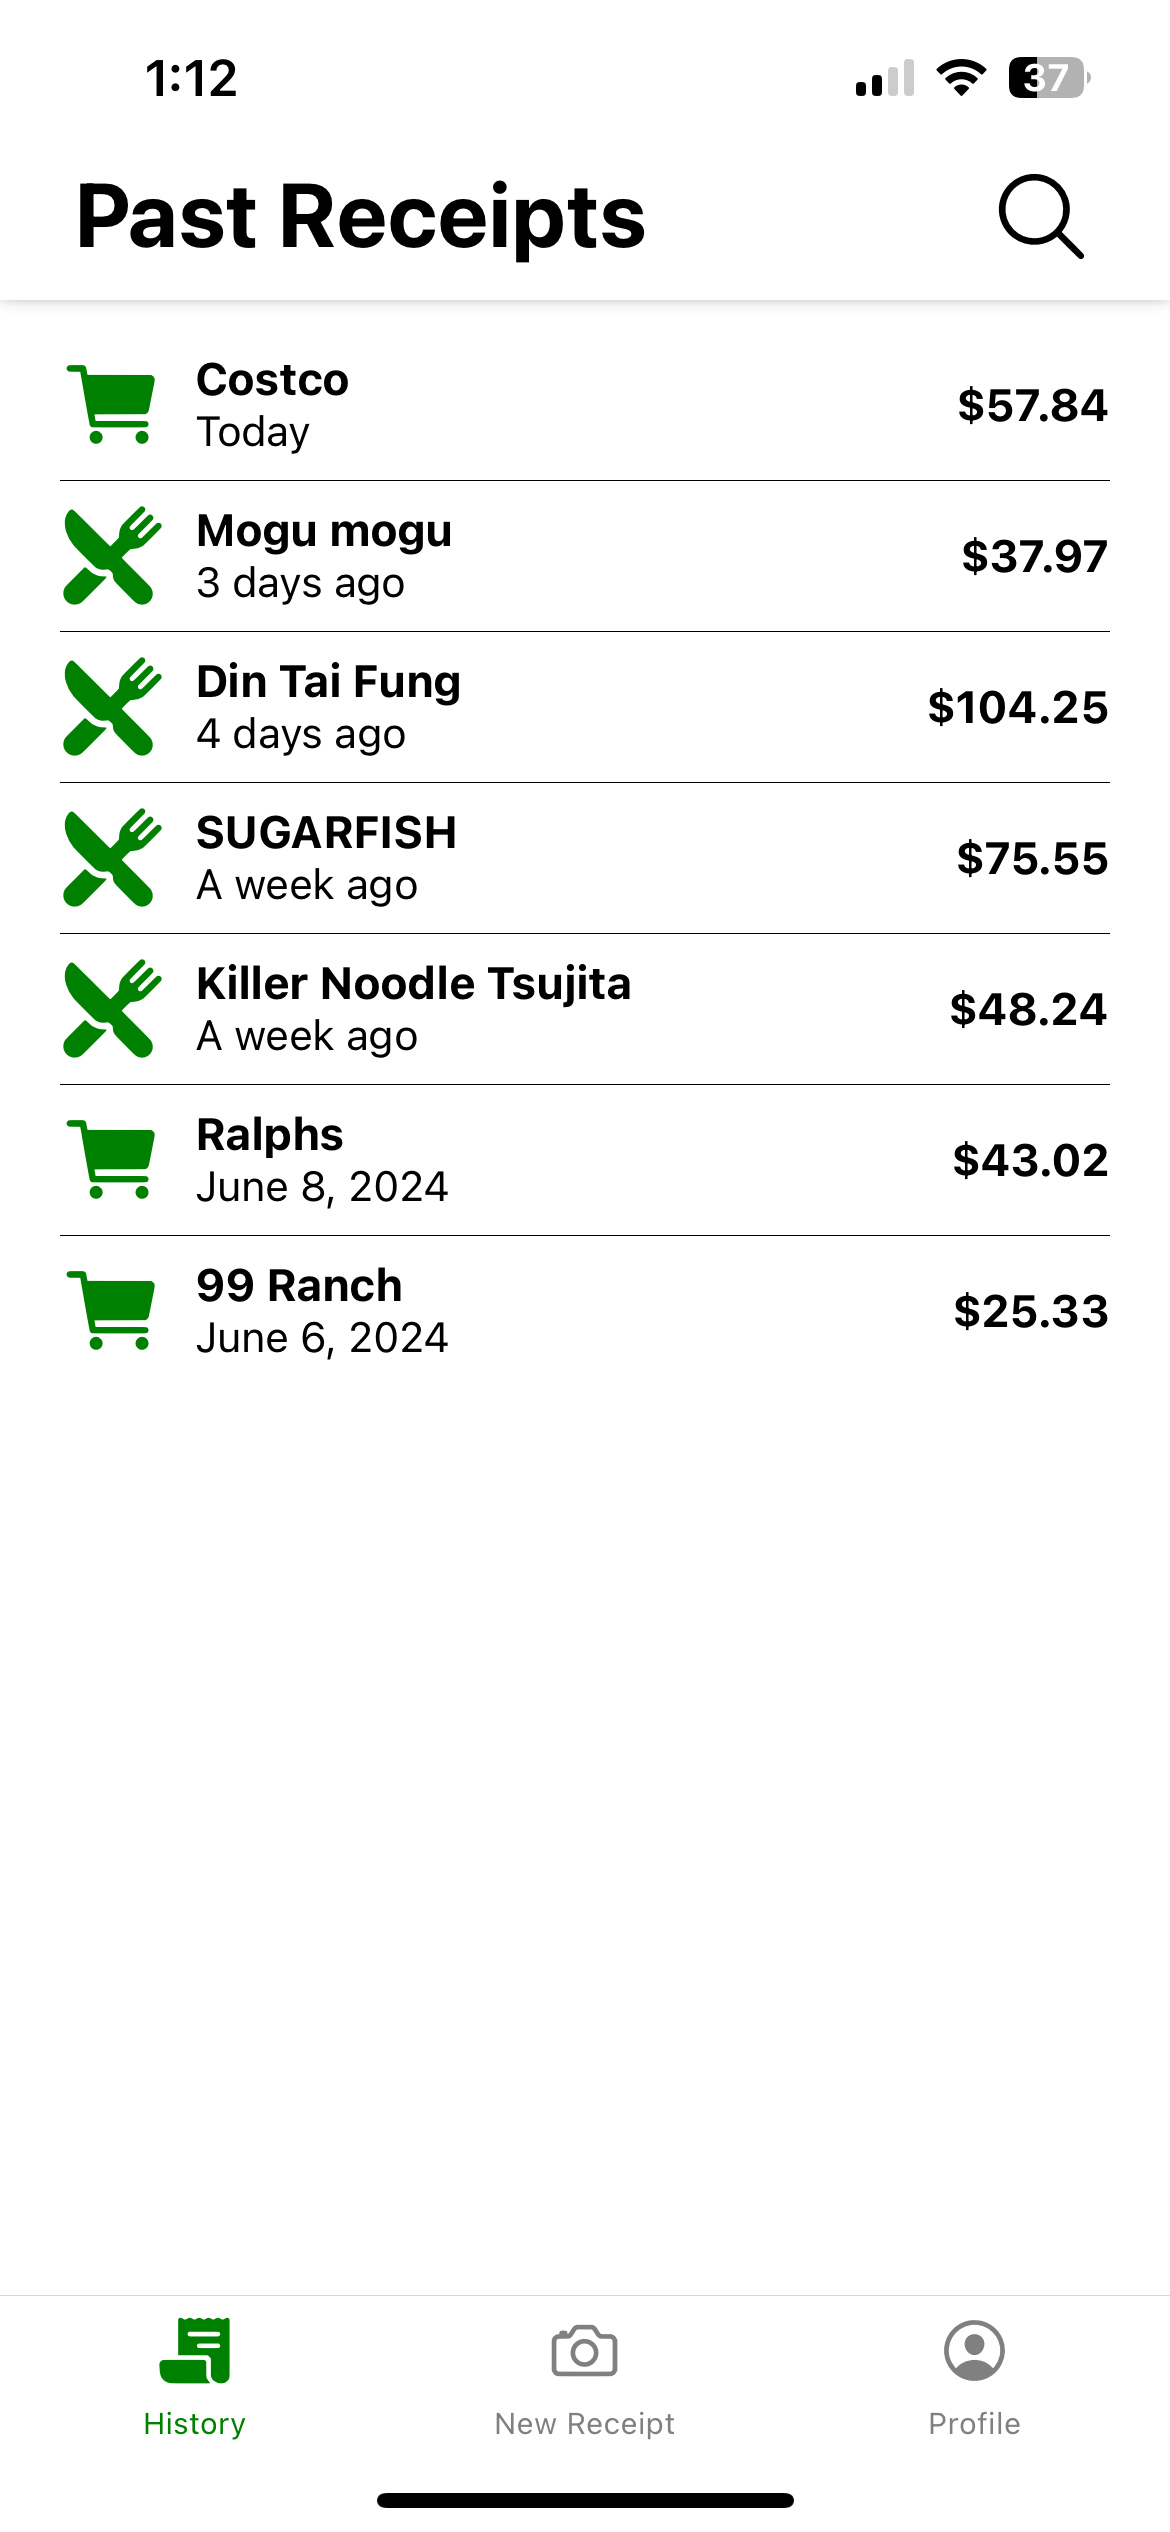 1:12
37
Past Receipts
Costco
Today
$57.84
Mogu mogu
3 days ago
$37.97
Din Tai Fung
4 days ago
$104.25
SUGARFISH
A week ago
$75.55
Killer Noodle Tsujita
A week ago
$48.24
Ralphs
June 8, 2024
$43.02
99 Ranch
June 6, 2024
$25.33
History
New Receipt
Profile